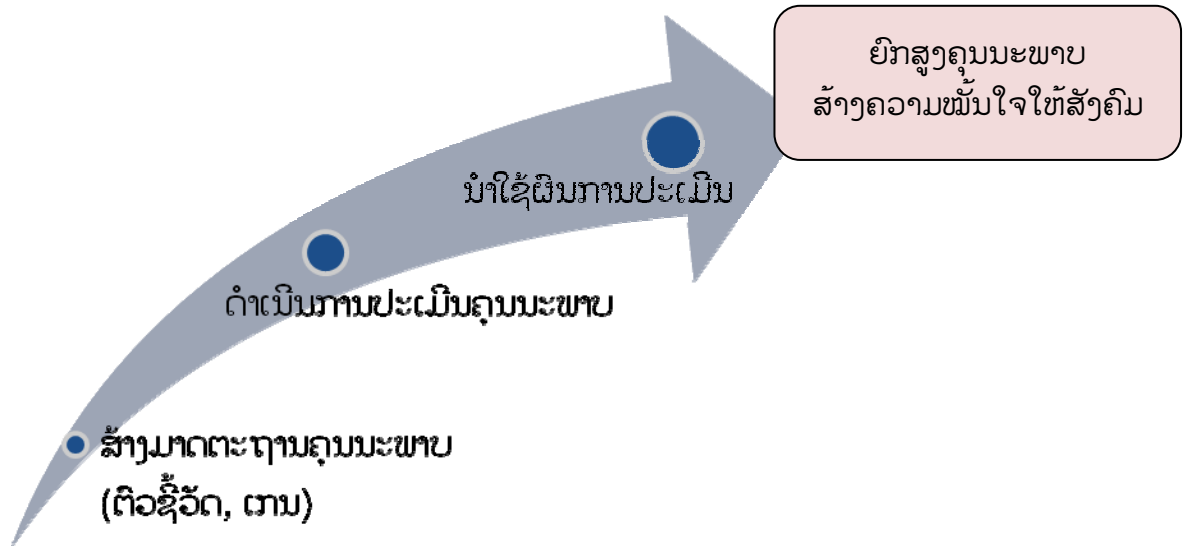 ຍົກສູງຄຸນນະພາບ
ສ້າງຄວາມໝັ້ນໃຈໃຫ້ສັງຄົມ
ນໍາໃຊ້ຜົນການປະເມີນ
ດໍາເນີນການປະເມີນຄຸນນະພາບ
ສ້າງມາດຕະຖານຄຸນນະພາບ
(ຕົວຊີ້ວັດ, ເກນ)